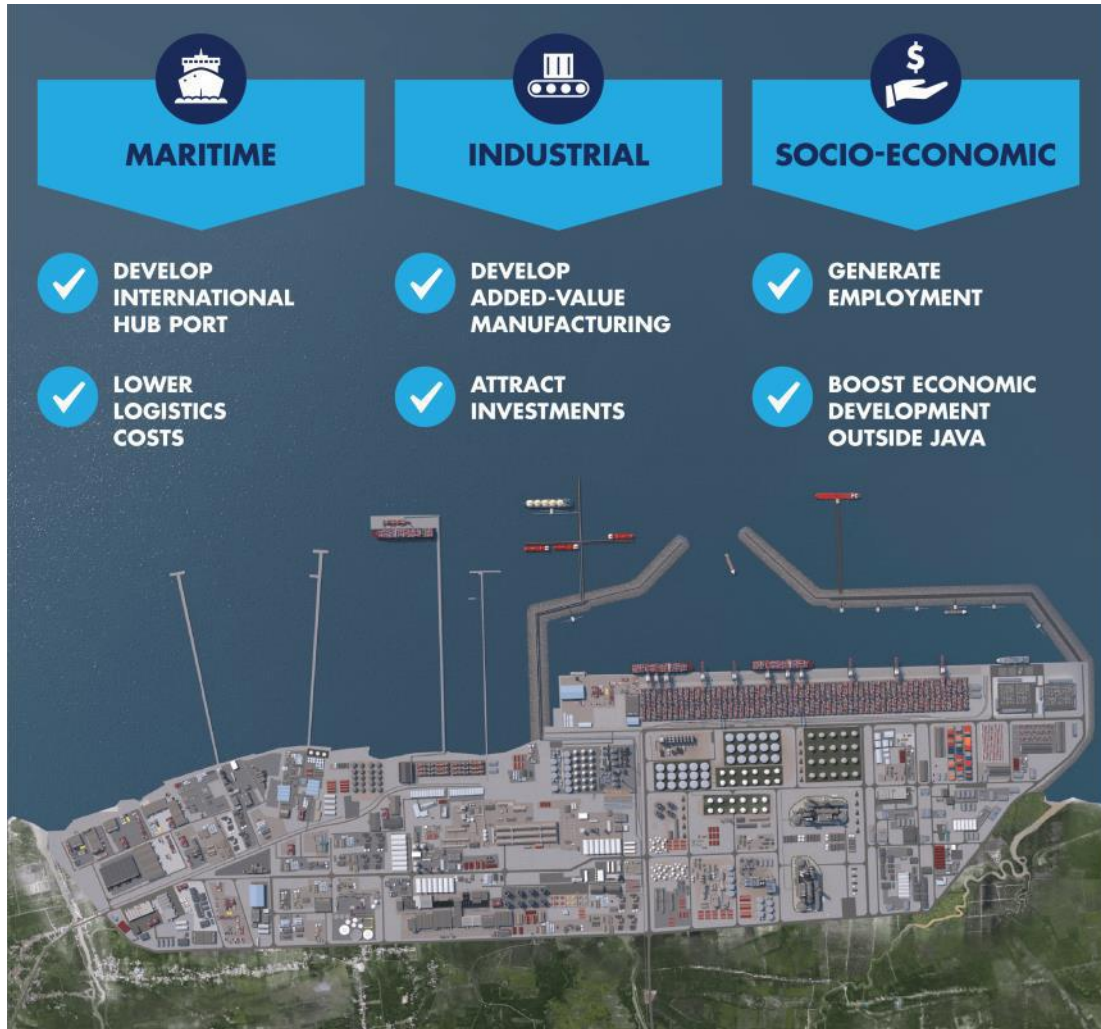 MARITIME
DEVELOP
INTERNATIONAL
HUB PORT
LOWER
LOGISTICS
COSTS
INDUSTRIAL
DEVELOP
ADDED-VALUE
MANUFACTURING
ATTRACT
INVESTMENTS
$
SOCIO-ECONOMIC
GENERATE
EMPLOYMENT
BOOST ECONOMIC
DEVELOPMENT
OUTSIDE JAVA